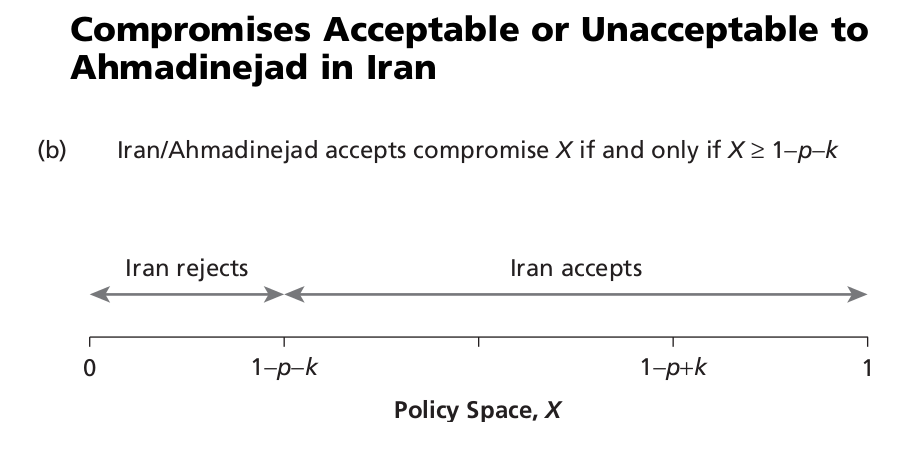 Compromises Acceptable or Unacceptable to
Ahmadinejad in Iran
(b) Iran/Ahmadinejad accepts compromise X if and only if X ≥ 1–p–k
Iran rejects Iran accepts
0 1–p–k 1–p+k 1
Policy Space, X